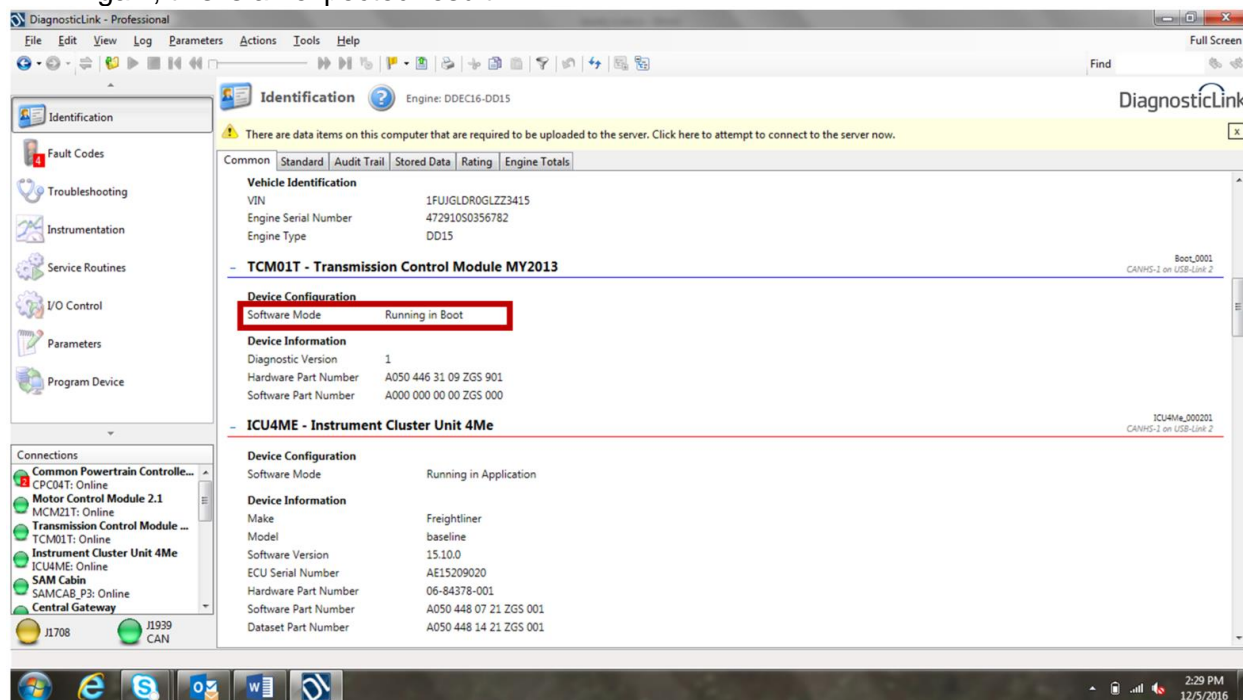 DiagnosticLink - Professional
File Edit View Log Parameters Actions Tools Help Full Screen
Find
Identification
Fault Codes
4
Troubleshooting
Instrumentation
Service Routines
I/O Control
Parameters
Program Device
Connections
Common Powertrain Controlle...
2
CPC04T: Online
Motor Control Module 2.1
MCM21T: Online
Transmission Control Module ...
TCM01T: Online
Instrument Cluster Unit 4Me
ICU4ME: Online
SAM Cabin
SAMCAB_P3: Online
Central Gateway
J1708 J1939
CAN
Identification Engine: DDEC16-DD15
DiagnosticLink
There are data items on this computer that are required to be uploaded to the server. Click here to attempt to connect to the server now. x
Common Standard Audit Trail Stored Data Rating Engine Totals
Vehicle Identification
VIN 1FUJGLDR0GLZZ3415
Engine Serial Number 472910S0356782
Engine Type DD15
- TCM01T - Transmission Control Module MY2013 Boot_0001
CANHS-1 on USB-Link 2
Device Configuration
Software Mode Running in Boot
Device Information
Diagnostic Version 1
Hardware Part Number A050 446 31 09 ZGS 901
Software Part Number A000 000 00 00 ZGS 000
- ICU4ME - Instrument Cluster Unit 4Me ICU4Me_000201
CANHS-1 on USB-Link 2
Device Configuration
Software Mode Running in Application
Device Information
Make Freightliner
Model baseline
Software Version 15.10.0
ECU Serial Number AE15209020
Hardware Part Number 06-84378-001
Software Part Number A050 448 07 21 ZGS 001
Dataset Part Number A050 448 14 21 ZGS 001
2:29 PM
12/5/2016